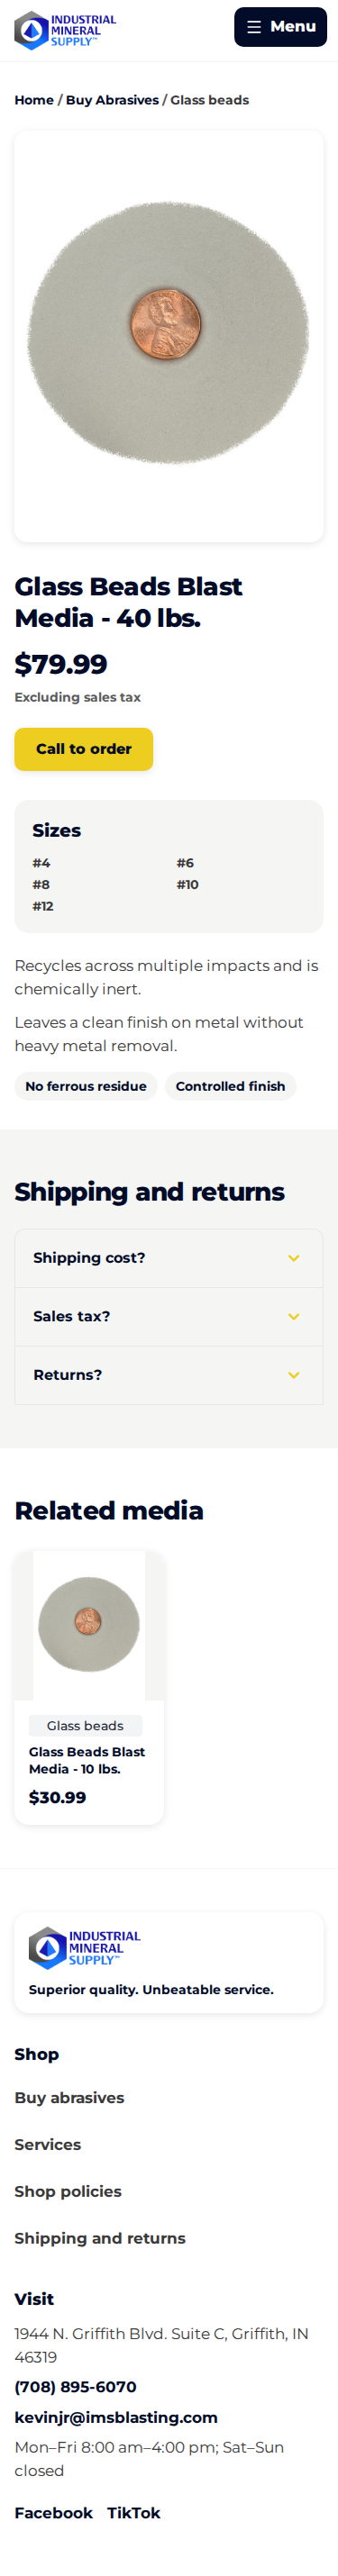 INDUSTRIAL
MINERAL
SUPPLY™
Menu
Home / Buy Abrasives / Glass beads
Glass Beads Blast
Media - 40 lbs.
$79.99
Excluding sales tax
Call to order
Sizes
#4
#6
#8
#10
#12
Recycles across multiple impacts and is
chemically inert.
Leaves a clean finish on metal without
heavy metal removal.
No ferrous residue
Controlled finish
Shipping and returns
Shipping cost?
Sales tax?
Returns?
Related media
Glass beads
Glass Beads Blast
Media - 10 lbs.
$30.99
INDUSTRIAL
MINERAL
SUPPLY™
Superior quality. Unbeatable service.
Shop
Buy abrasives
Services
Shop policies
Shipping and returns
Visit
1944 N. Griffith Blvd. Suite C, Griffith, IN
46319
(708) 895-6070
kevinjr@imsblasting.com
Mon–Fri 8:00 am–4:00 pm; Sat–Sun
closed
Facebook TikTok